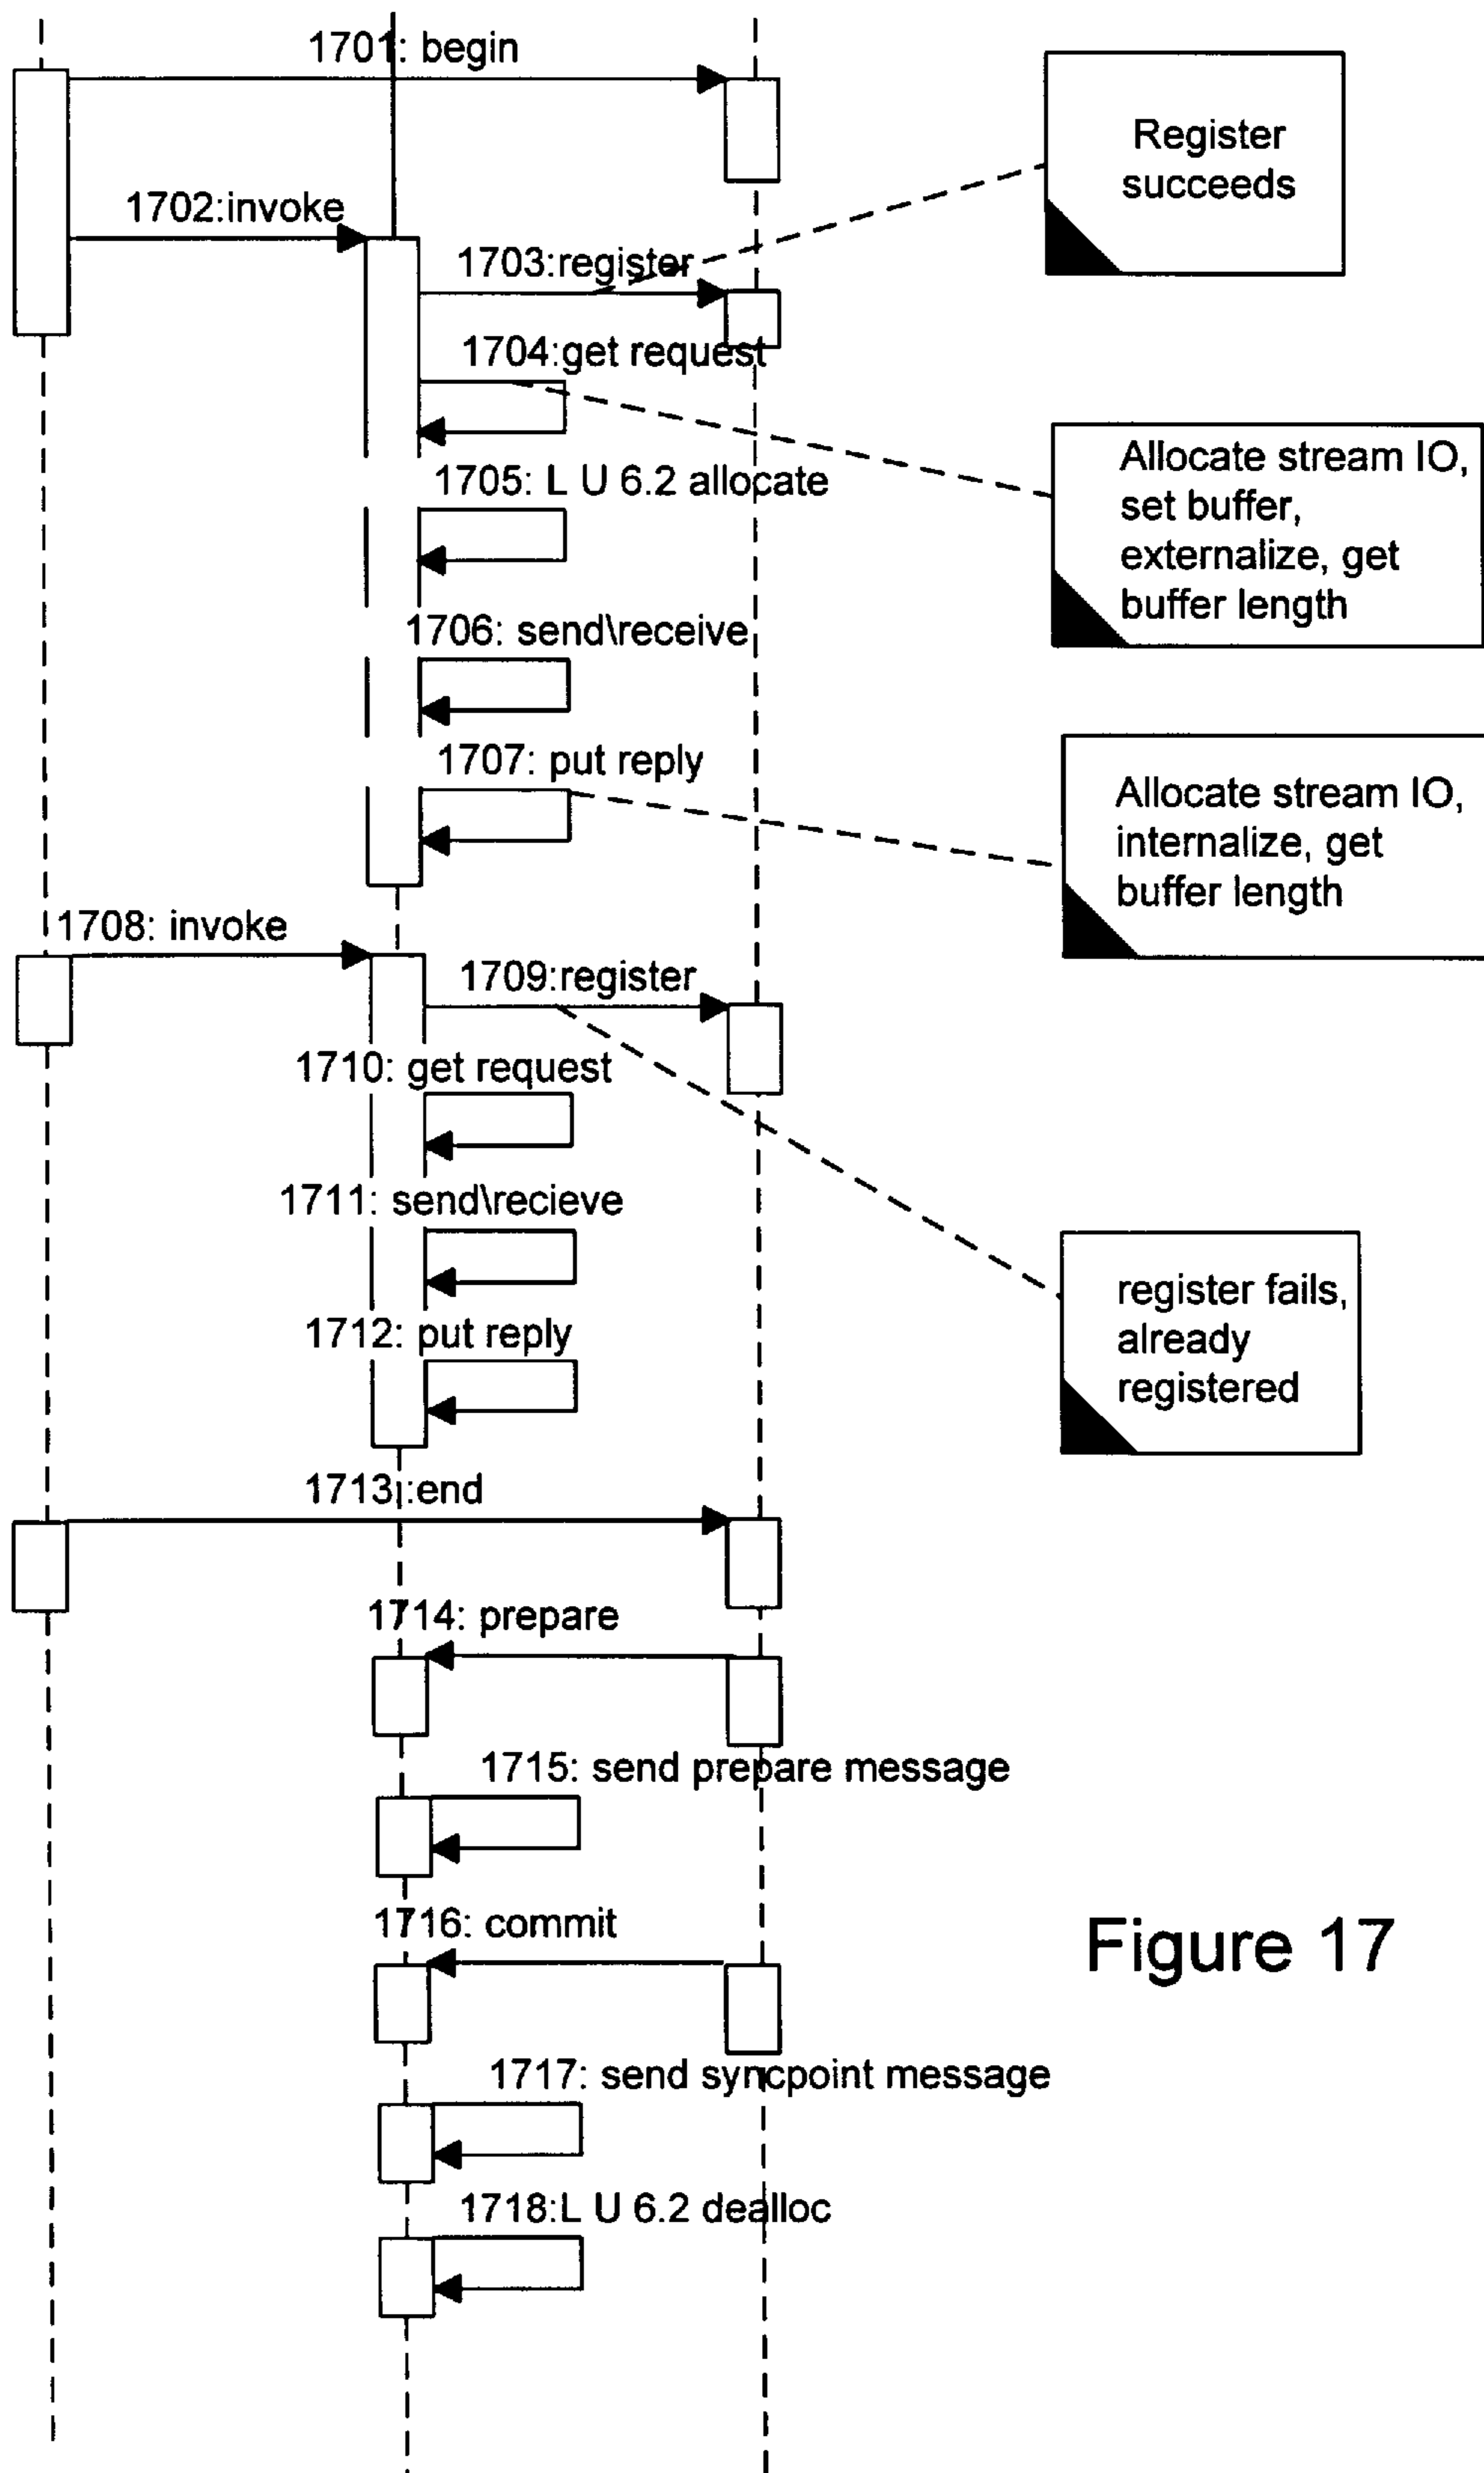 1701: begin
Register
succeeds
1702:invoke
1703:register
1704:get request
Allocate stream IO,
set buffer,
externalize, get
buffer length
1705: L U 6.2 allocate
1706: send\receive
1707: put reply
Allocate stream IO,
internalize, get
buffer length
1708: invoke
1709:register
1710: get request
1711: send\recieve
register fails,
already
registered
1712: put reply
1713:end
1714: prepare
1715: send prepare message
1716: commit
Figure 17
1717: send syncpoint message
1718:L U 6.2 dealloc